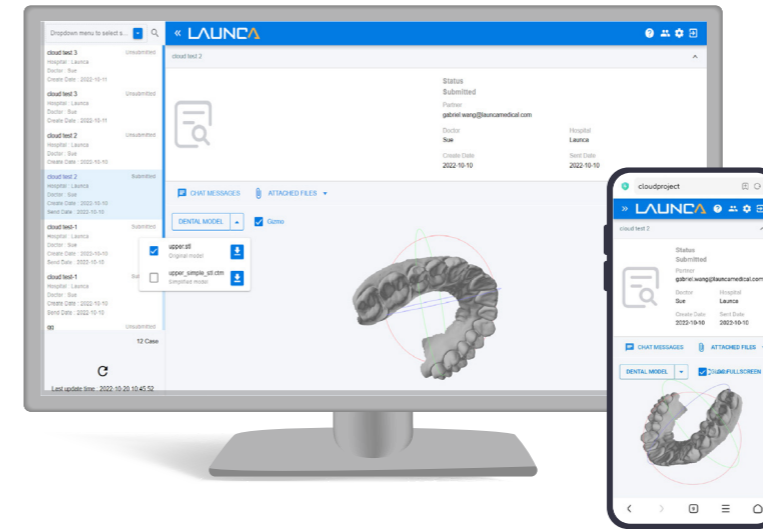 Dropdown menu to select s...
LAUNCA
cloud test 3
Unsubmitted
Hospital : Launca
Doctor : Sue
Create Date : 2022-10-11
cloud test 3
Unsubmitted
Hospital : Launca
Doctor : Sue
Create Date : 2022-10-11
cloud test 2
Unsubmitted
Hospital : Launca
Doctor : Sue
Create Date : 2022-10-10
cloud test 2
Submitted
Hospital : Launca
Doctor : Sue
Create Date : 2022-10-10
Send Date : 2022-10-10
cloud test-1
Submitted
Hospital : Launca
Doctor : Sue
Create Date : 2022-10-10
Send Date : 2022-10-10
cloud test-1
Hospital : Launca
Doctor : Sue
Create Date : 2022-10-10
Send Date : 2022-10-10
Unsubmitted
12 Case
Last update time : 2022-10-20 10:45:52
cloud test 2
Status
Submitted
Partner
gabriel.wang@launcamedical.com
Doctor
Hospital
Sue
Launca
Create Date
Sent Date
2022-10-10
2022-10-10
CHAT MESSAGES
ATTACHED FILES
DENTAL MODEL
Gizmo
upper.stl
Original model
upper_simple_stl.ctm
Simplified model
cloudproject
LAUNCA
cloud test 2
Status
Submitted
Partner
gabriel.wang@launcamedical.com
Doctor
Hospital
Sue
Launca
Create Date
Sent Date
2022-10-10
2022-10-10
CHAT MESSAGES
ATTACHED FILES
DENTAL MODEL
FULLSCREEN